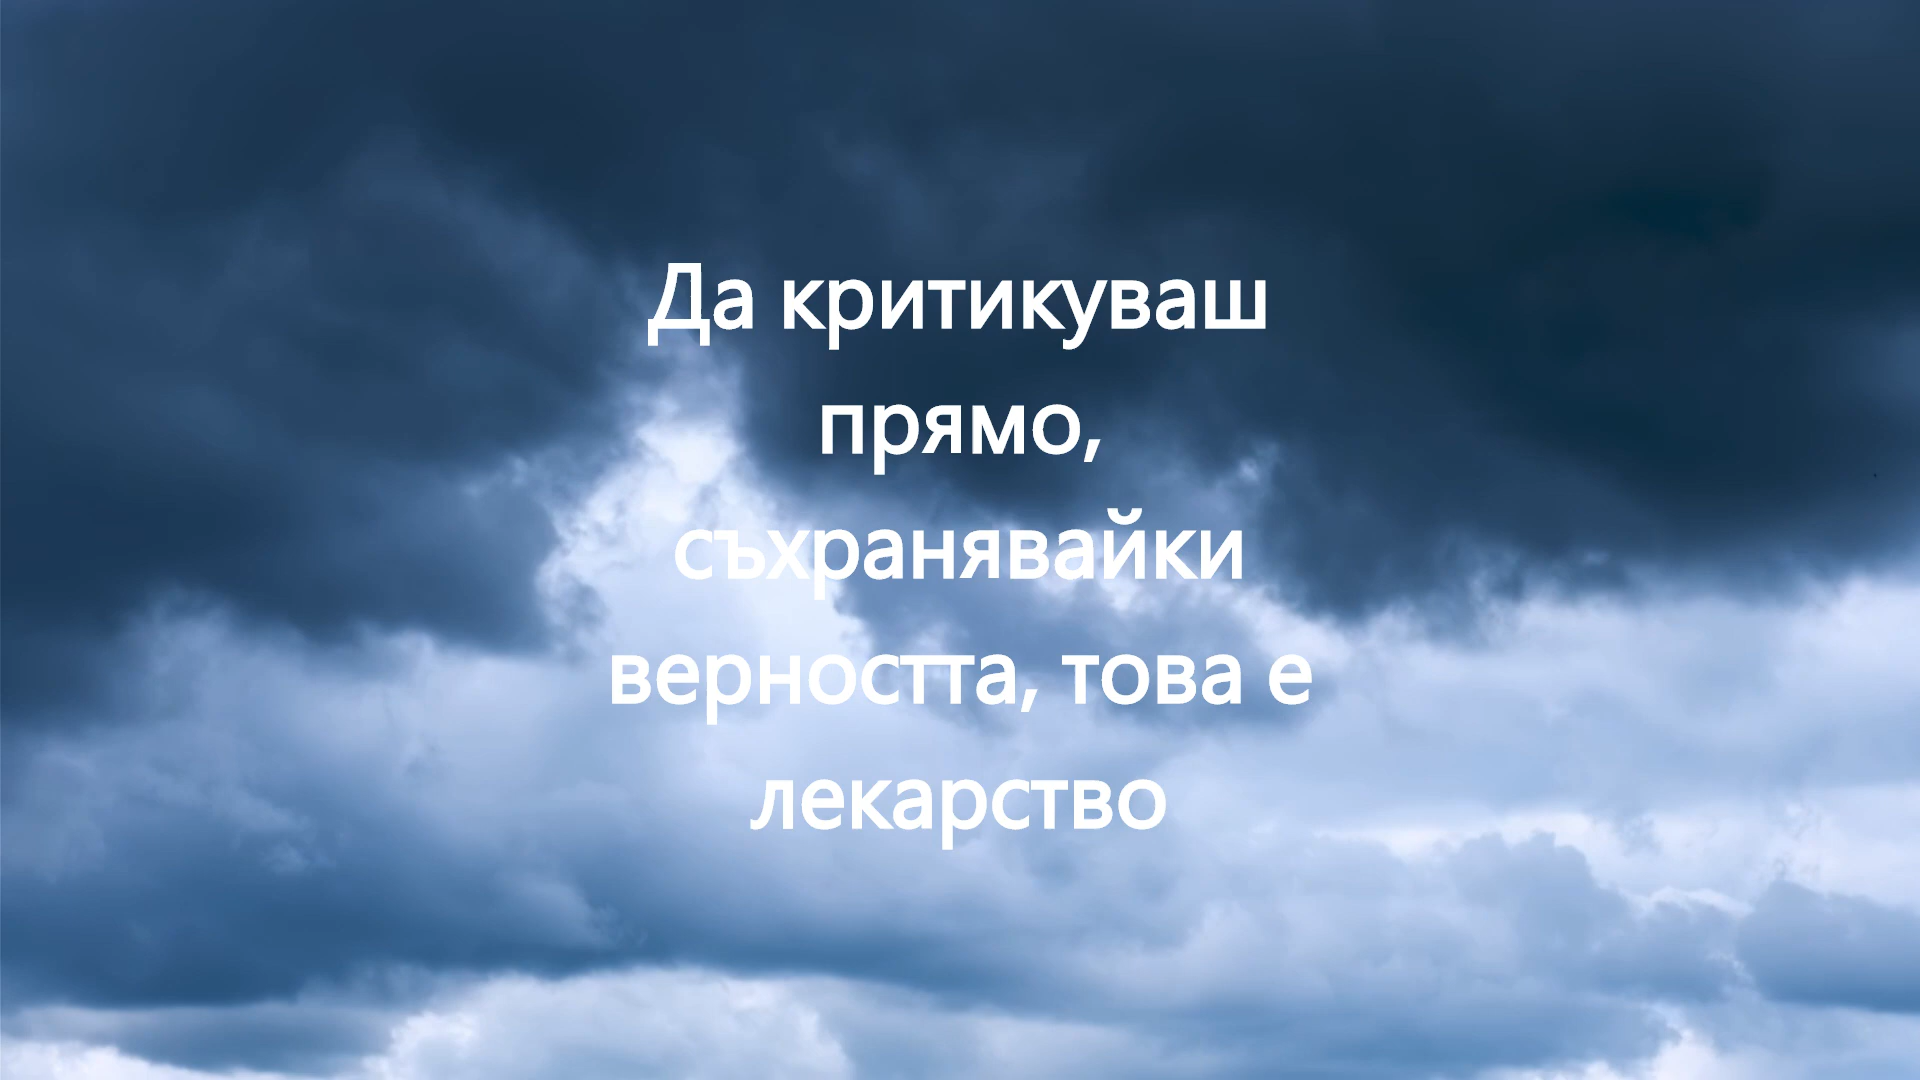 Да критикуваш
прямо,
съхранявайки
верността, това е
лекарство